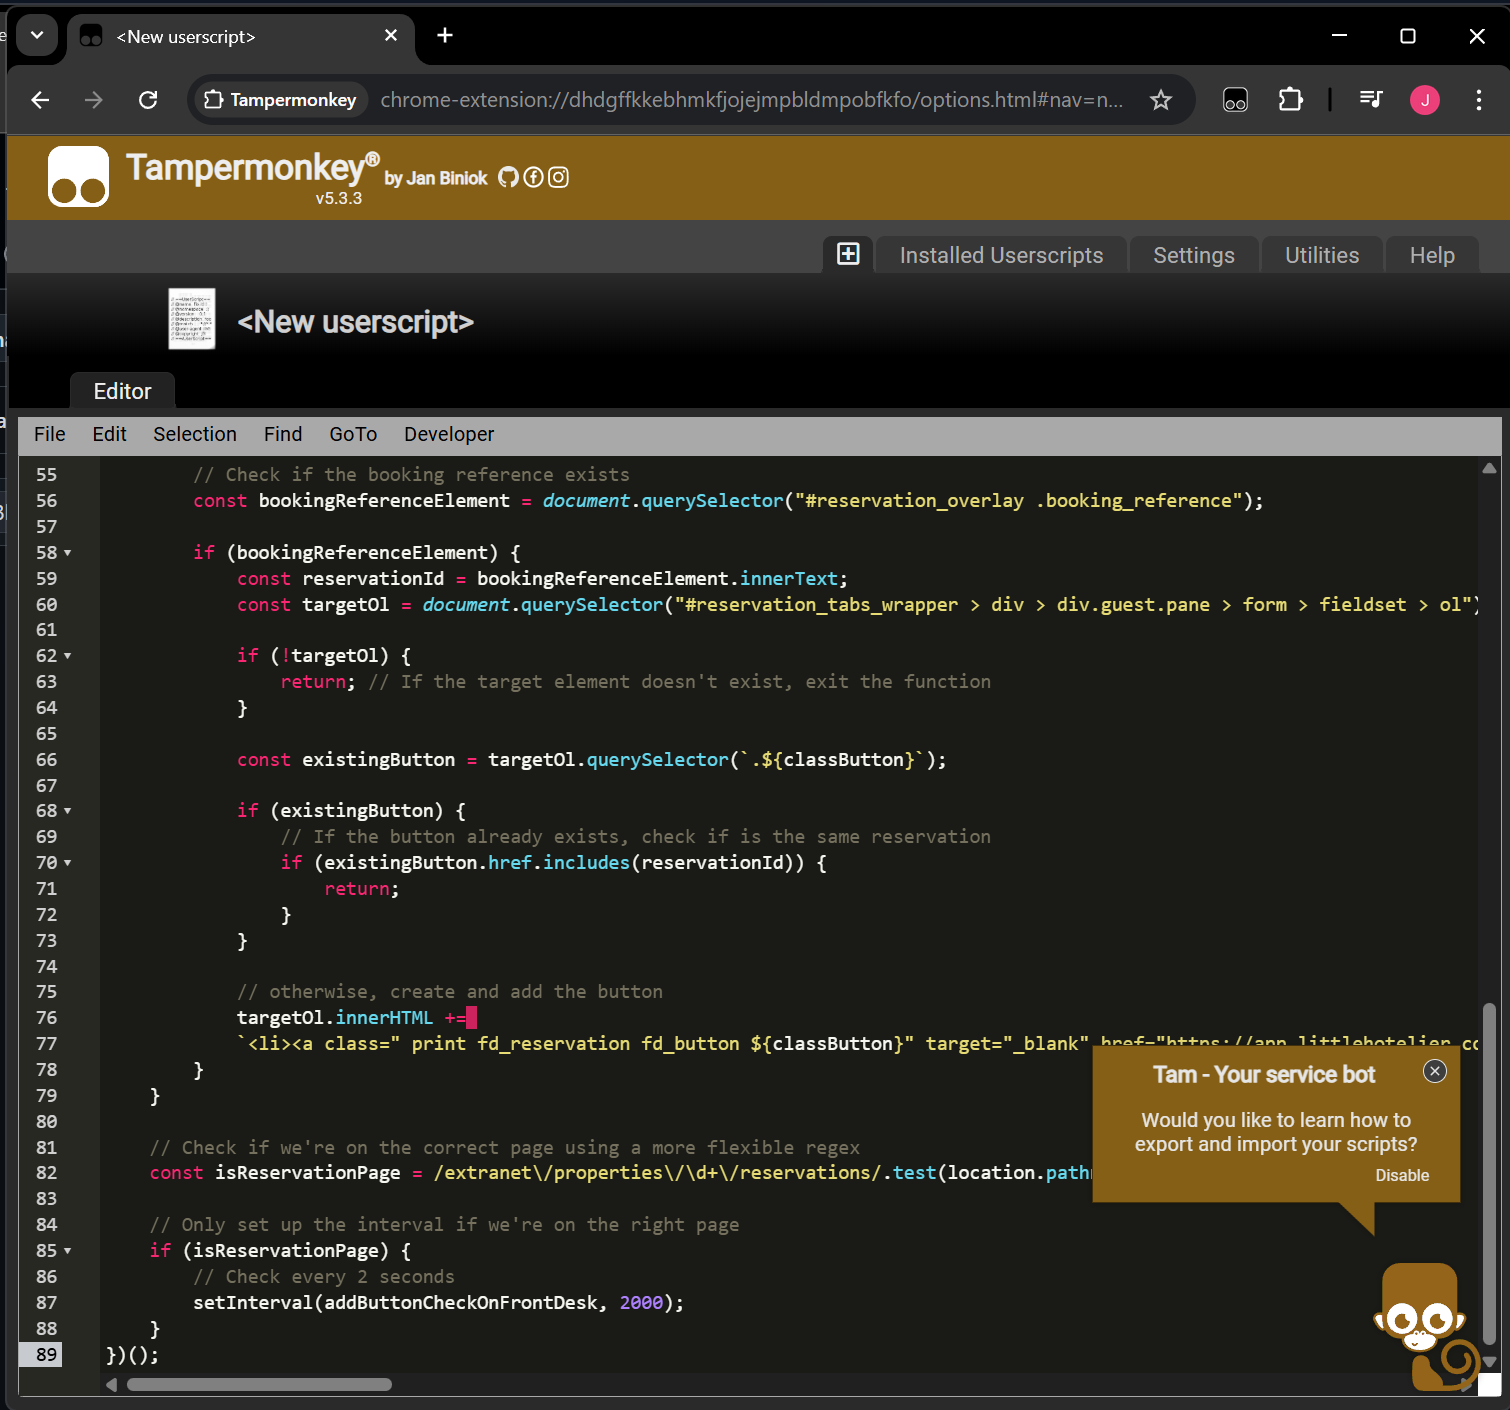 <New userscript>
Tampermonkey
chrome-extension://dhdgffkkebhmkfjojejmpbldmpobfkfo/options.html#nav=n...
J
Tampermonkey® by Jan Biniok
v5.3.3
Installed Userscripts
Settings
Utilities
Help
<New userscript>
Editor
File Edit Selection Find GoTo Developer
55 // Check if the booking reference exists
56 const bookingReferenceElement = document.querySelector("#reservation_overlay .booking_reference");
57
58 if (bookingReferenceElement) {
59 const reservationId = bookingReferenceElement.innerText;
60 const targetOl = document.querySelector("#reservation_tabs_wrapper > div > div.guest.pane > form > fieldset > ol")
61
62 if (!targetOl) {
63 return; // If the target element doesn't exist, exit the function
64 }
65
66 const existingButton = targetOl.querySelector(`.${classButton}`);
67
68 if (existingButton) {
69 // If the button already exists, check if is the same reservation
70 if (existingButton.href.includes(reservationId)) {
71 return;
72 }
73 }
74
75 // otherwise, create and add the button
76 targetOl.innerHTML +=
77 `<li><a class=" print fd_reservation fd_button ${classButton}" target="_blank" href="https://app.littlehotelier.co
78 }
79 }
80
81 // Check if we're on the correct page using a more flexible regex
82 const isReservationPage = /extranet\/properties\/\d+\/reservations/.test(location.path
83
84 // Only set up the interval if we're on the right page
85 if (isReservationPage) {
86 // Check every 2 seconds
87 setInterval(addButtonCheckOnFrontDesk, 2000);
88 }
89 })();
Tam - Your service bot
Would you like to learn how to
export and import your scripts?
Disable